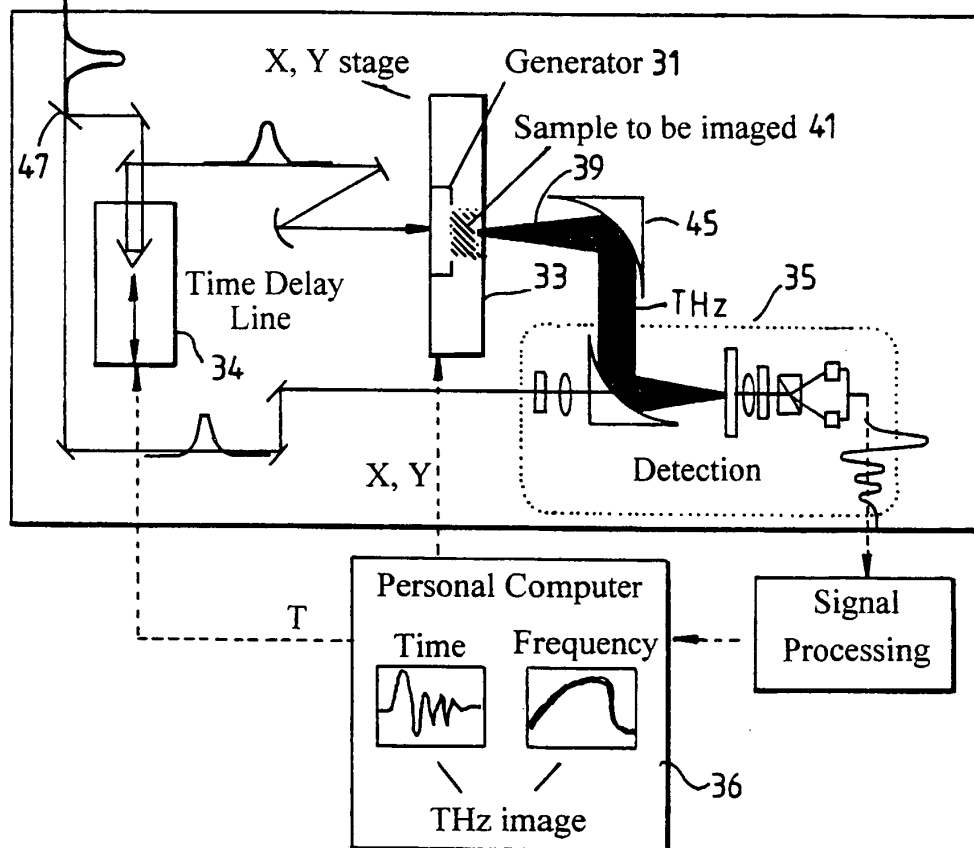 Generator 31
X, Y stage
Sample to be imaged 41
47
39
45
Time Delay
Line
33
THz
35
34
X, Y
Detection
Personal Computer
T
Time
Frequency
Signal
Processing
36
THz image